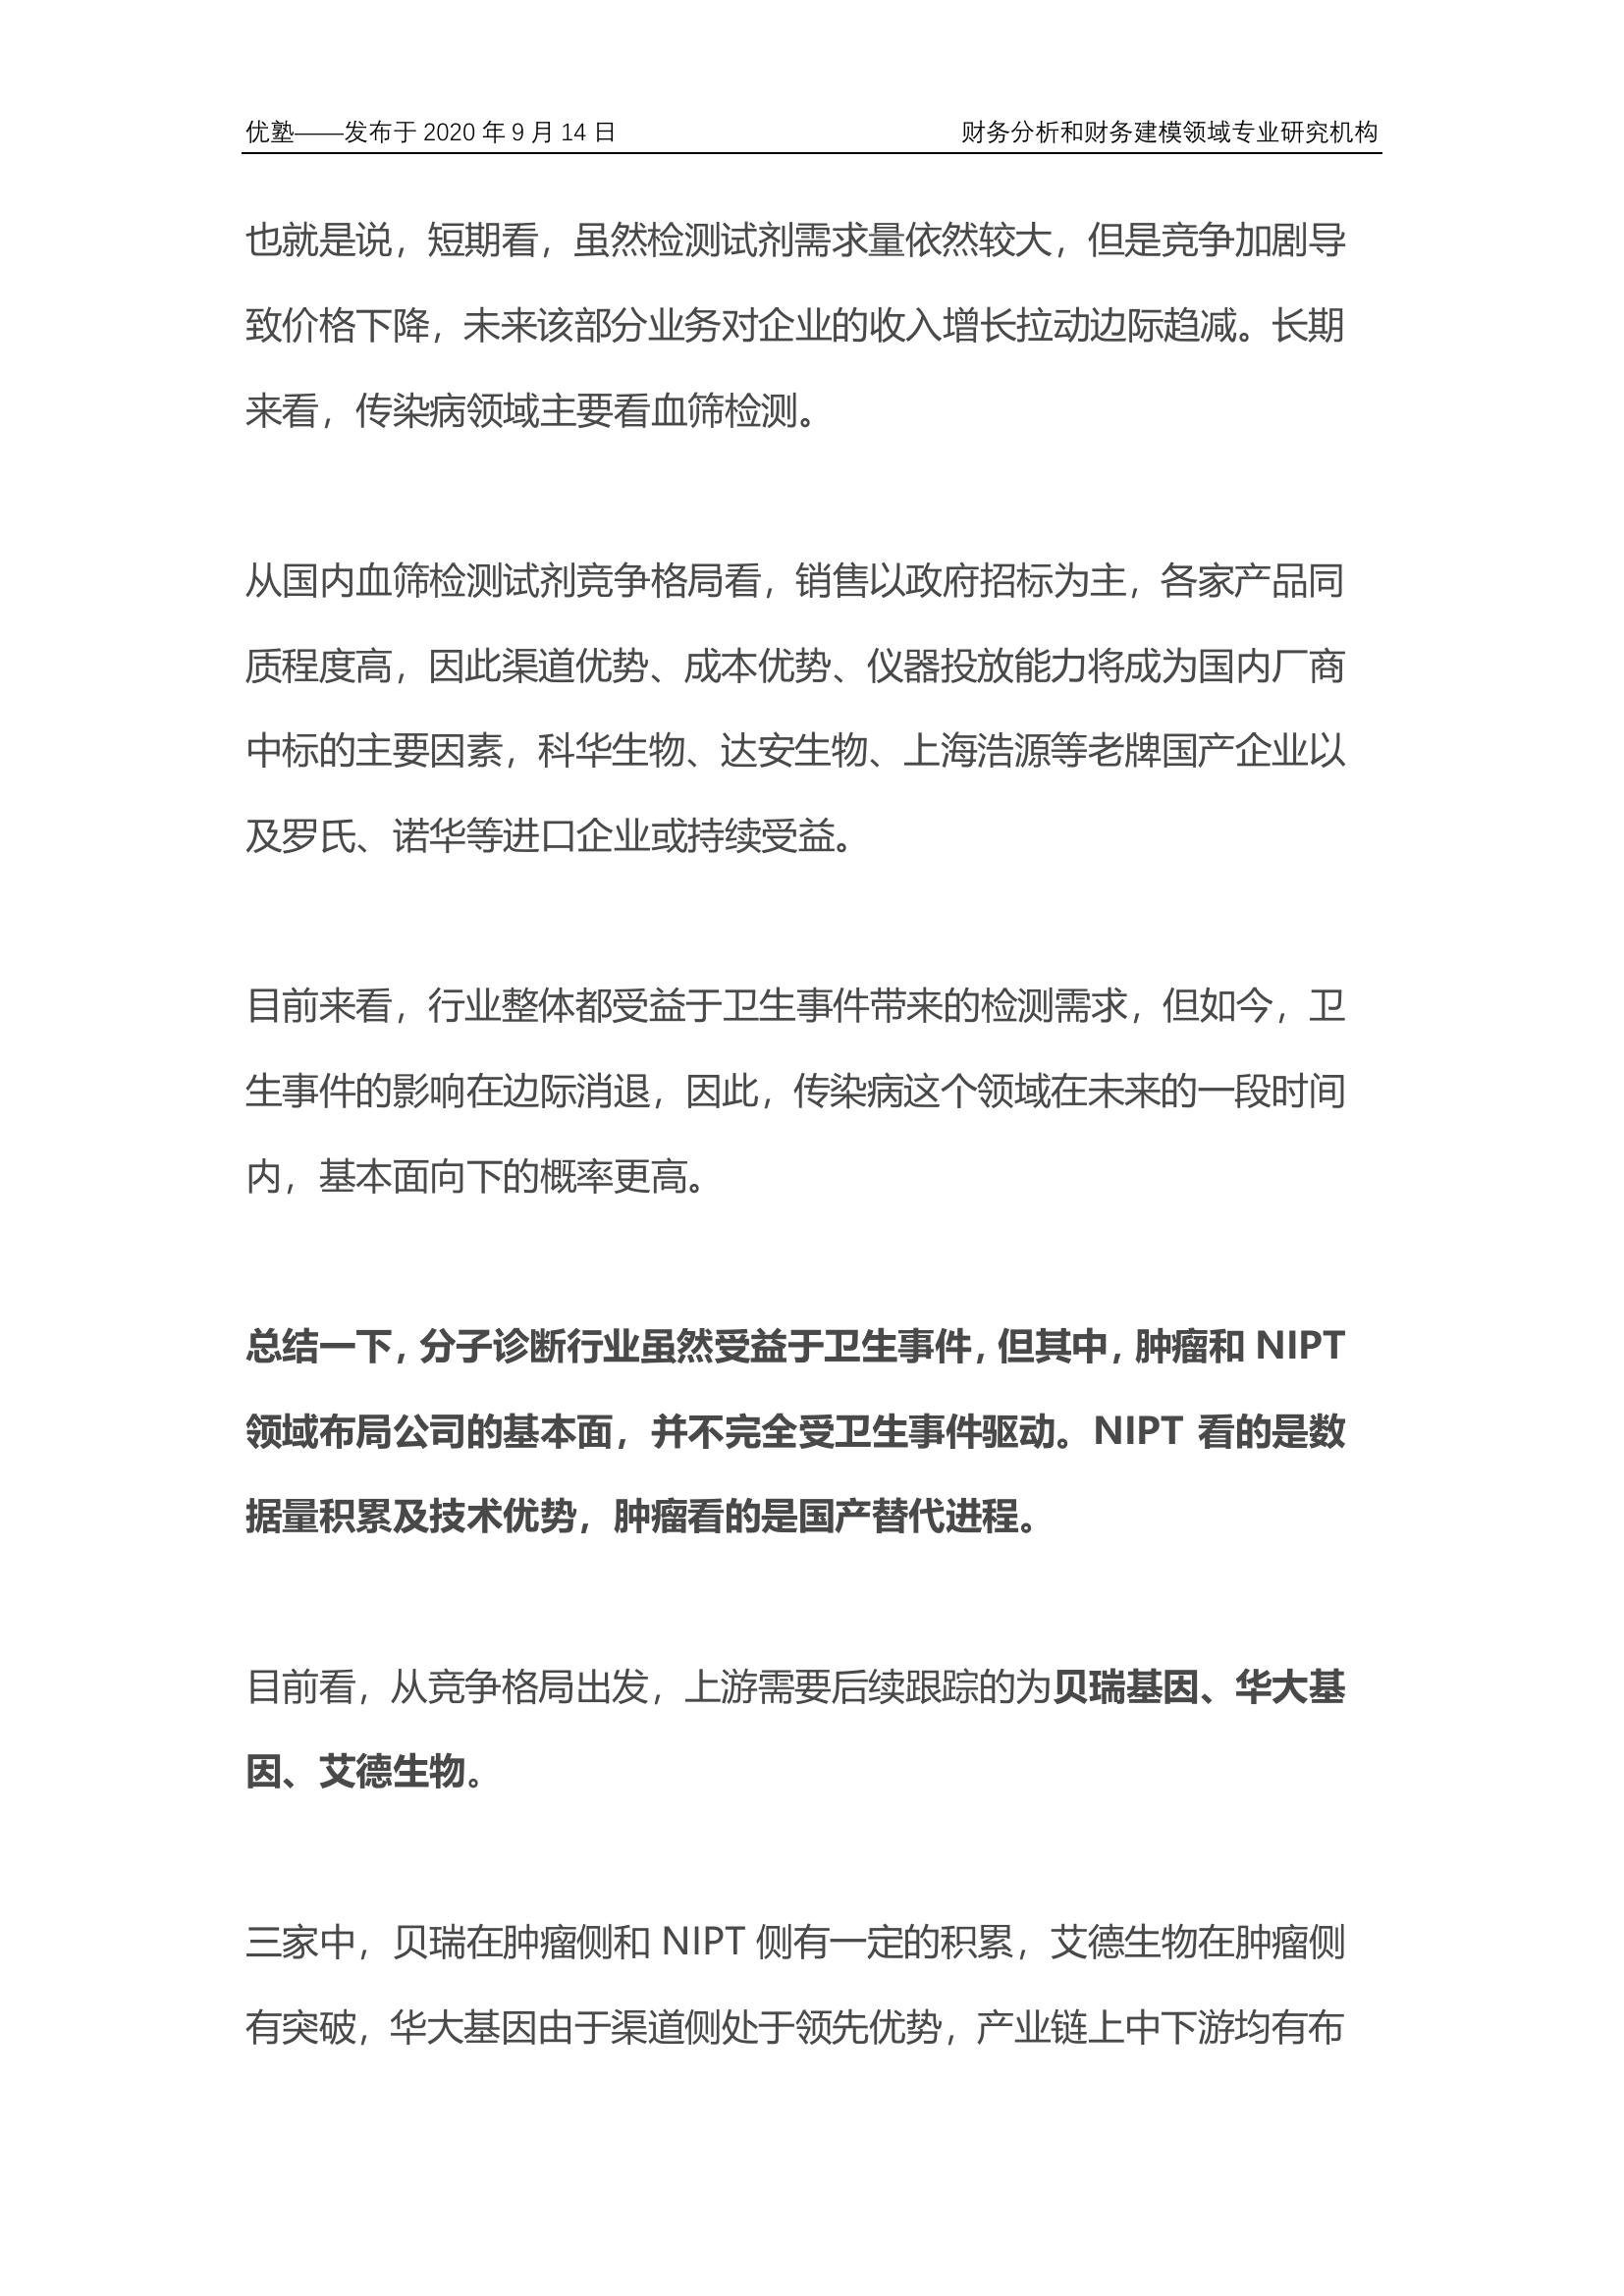 优塾——发布于 2020 年 9 月 14 日 财务分析和财务建模领域专业研究机构
也就是说，短期看，虽然检测试剂需求量依然较大，但是竞争加剧导
致价格下降，未来该部分业务对企业的收入增长拉动边际趋减。长期
来看，传染病领域主要看血筛检测。
从国内血筛检测试剂竞争格局看，销售以政府招标为主，各家产品同
质程度高，因此渠道优势、成本优势、仪器投放能力将成为国内厂商
中标的主要因素，科华生物、达安生物、上海浩源等老牌国产企业以
及罗氏、诺华等进口企业或持续受益。
目前来看，行业整体都受益于卫生事件带来的检测需求，但如今，卫
生事件的影响在边际消退，因此，传染病这个领域在未来的一段时间
内，基本面向下的概率更高。
总结一下，分子诊断行业虽然受益于卫生事件，但其中，肿瘤和 NIPT
领域布局公司的基本面，并不完全受卫生事件驱动。NIPT 看的是数
据量积累及技术优势，肿瘤看的是国产替代进程。
目前看，从竞争格局出发，上游需要后续跟踪的为贝瑞基因、华大基
因、艾德生物。
三家中，贝瑞在肿瘤侧和 NIPT 侧有一定的积累，艾德生物在肿瘤侧
有突破，华大基因由于渠道侧处于领先优势，产业链上中下游均有布